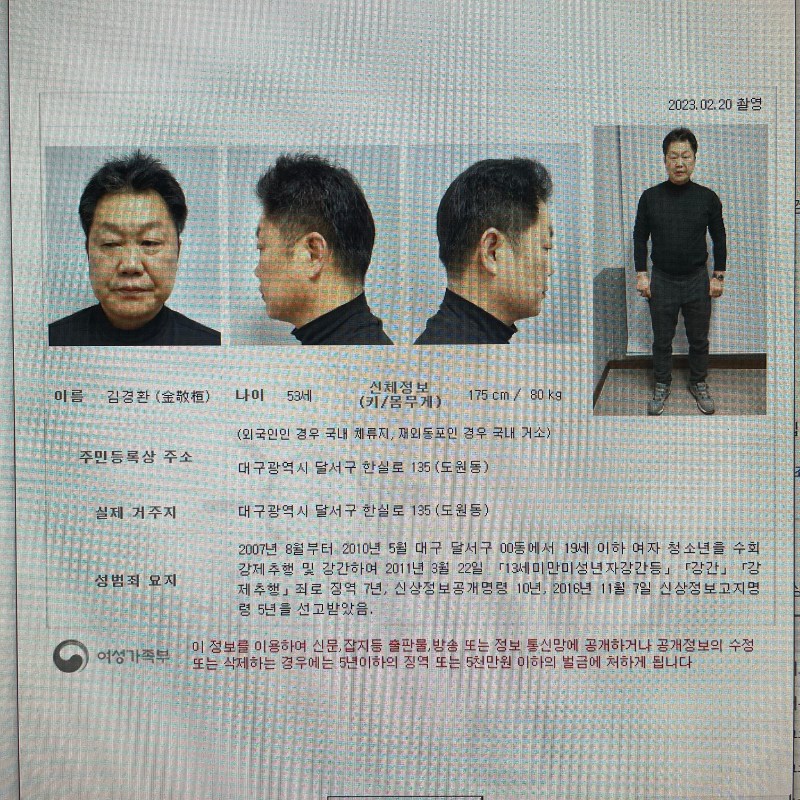 2023.02.20 촬영
이름 김경환 (金敬桓) 나이 53세 신체정보 (키/몸무게) 175 cm / 80 kg
(외국인인 경우 국내 체류지, 재외동포인 경우 국내 거소)
주민등록상 주소
대구광역시 달서구 한실로 135 (도원동)
실제 거주지 대구광역시 달서구 한실로 135 (도원동)
성범죄 요지
2007년 8월부터 2010년 5월 대구 달서구 00동에서 19세 이하 여자 청소년을 수회
강제추행 및 강간하여 2011년 3월 22일 「13세미만미성년자강간등」 「강간」 「강
제추행」 죄로 징역 7년, 신상정보공개명령 10년, 2016년 11월 7일 신상정보고지명
령 5년을 선고받았음.
여성가족부
이 정보를 이용하여 신문,잡지등 출판물,방송 또는 정보 통신망에 공개하거나 공개정보의 수정
또는 삭제하는 경우에는 5년이하의 징역 또는 5천만원 이하의 벌금에 처하게 됩니다